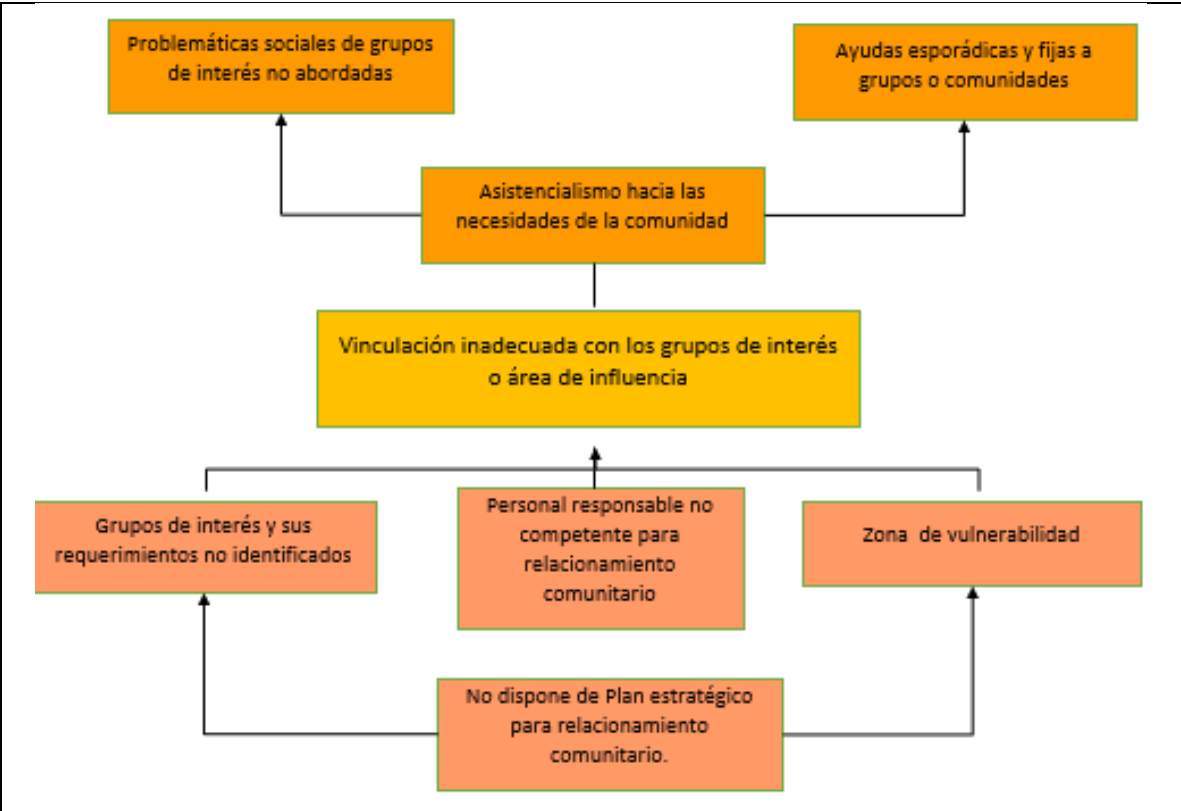 Problemáticas sociales de grupos
de interés no abordadas
Ayudas esporádicas y fijas a
grupos o comunidades
Asistencialismo hacia las
necesidades de la comunidad
Vinculación inadecuada con los grupos de interés
o área de influencia
Grupos de interés y sus
requerimientos no identificados
Personal responsable no
competente para
relacionamiento
comunitario
Zona de vulnerabilidad
No dispone de Plan estratégico
para relacionamiento
comunitario.